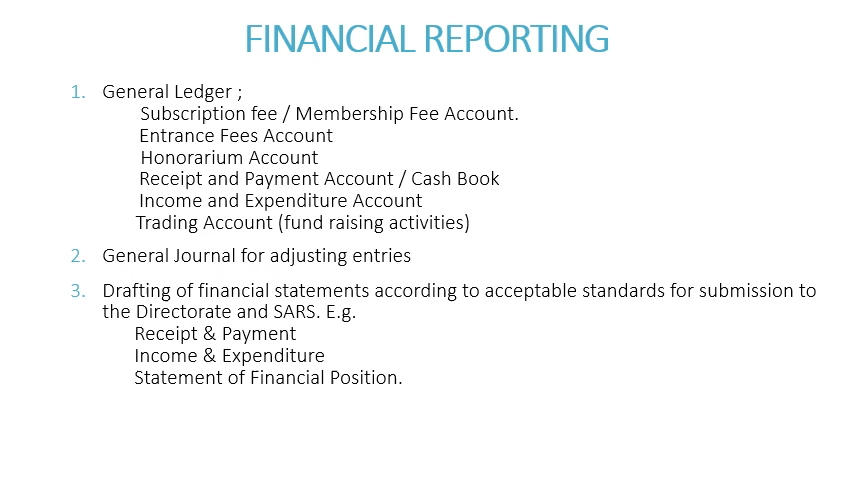 FINANCIAL REPORTING
1. General Ledger ;
Subscription fee / Membership Fee Account.
Entrance Fees Account
Honorarium Account
Receipt and Payment Account / Cash Book
Income and Expenditure Account
Trading Account (fund raising activities)
2. General Journal for adjusting entries
3. Drafting of financial statements according to acceptable standards for submission to
the Directorate and SARS. E.g.
Receipt & Payment
Income & Expenditure
Statement of Financial Position.